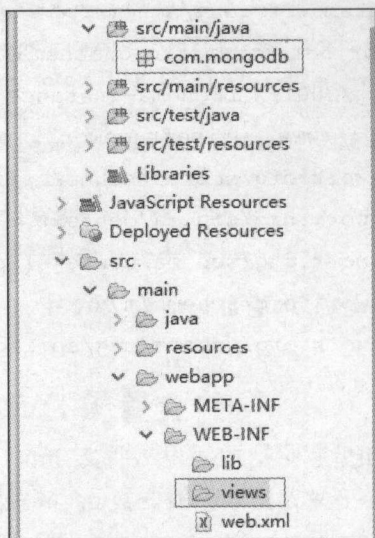 src/main/java
com.mongodb
src/main/resources
src/test/java
src/test/resources
Libraries
JavaScript Resources
Deployed Resources
src
main
java
resources
webapp
META-INF
WEB-INF
lib
views
web.xml